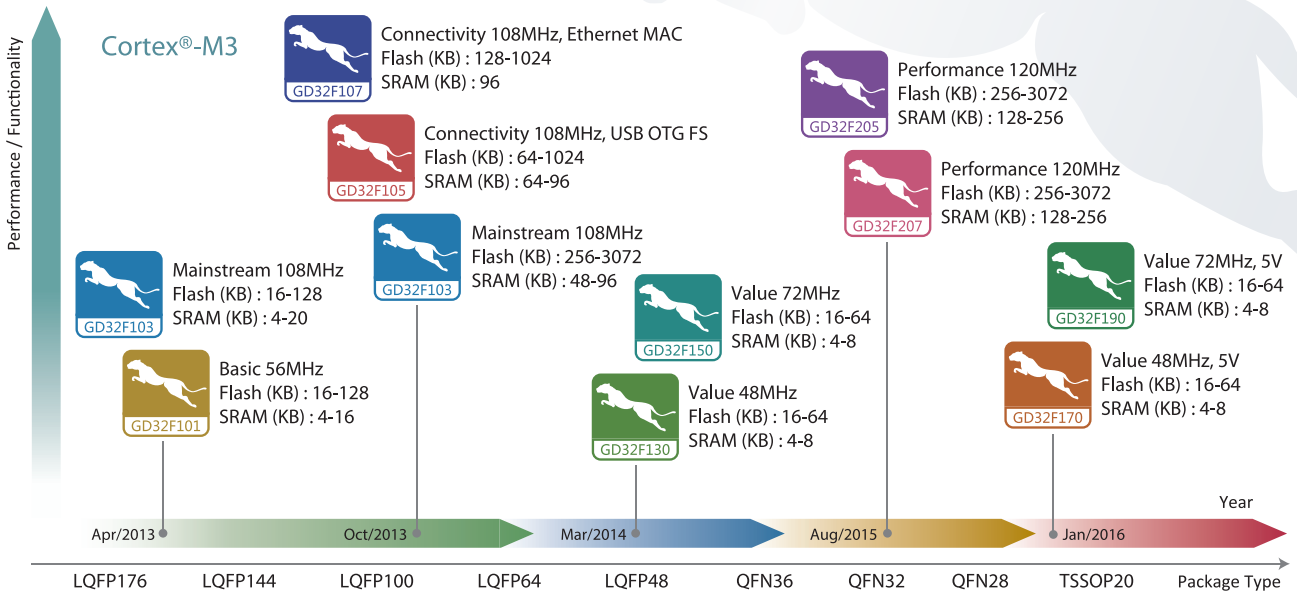 Performance / Functionality
Cortex®-M3
GD32F107
Connectivity 108MHz, Ethernet MAC
Flash (KB) : 128-1024
SRAM (KB) : 96
GD32F105
Connectivity 108MHz, USB OTG FS
Flash (KB) : 64-1024
SRAM (KB) : 64-96
GD32F103
Mainstream 108MHz
Flash (KB) : 256-3072
SRAM (KB) : 48-96
GD32F103
Mainstream 108MHz
Flash (KB) : 16-128
SRAM (KB) : 4-20
GD32F101
Basic 56MHz
Flash (KB) : 16-128
SRAM (KB) : 4-16
GD32F150
Value 72MHz
Flash (KB) : 16-64
SRAM (KB) : 4-8
GD32F130
Value 48MHz
Flash (KB) : 16-64
SRAM (KB) : 4-8
GD32F205
Performance 120MHz
Flash (KB) : 256-3072
SRAM (KB) : 128-256
GD32F207
Performance 120MHz
Flash (KB) : 256-3072
SRAM (KB) : 128-256
GD32F190
Value 72MHz, 5V
Flash (KB) : 16-64
SRAM (KB) : 4-8
GD32F170
Value 48MHz, 5V
Flash (KB) : 16-64
SRAM (KB) : 4-8
Year
Apr/2013
Oct/2013
Mar/2014
Aug/2015
Jan/2016
LQFP176
LQFP144
LQFP100
LQFP64
LQFP48
QFN36
QFN32
QFN28
TSSOP20
Package Type